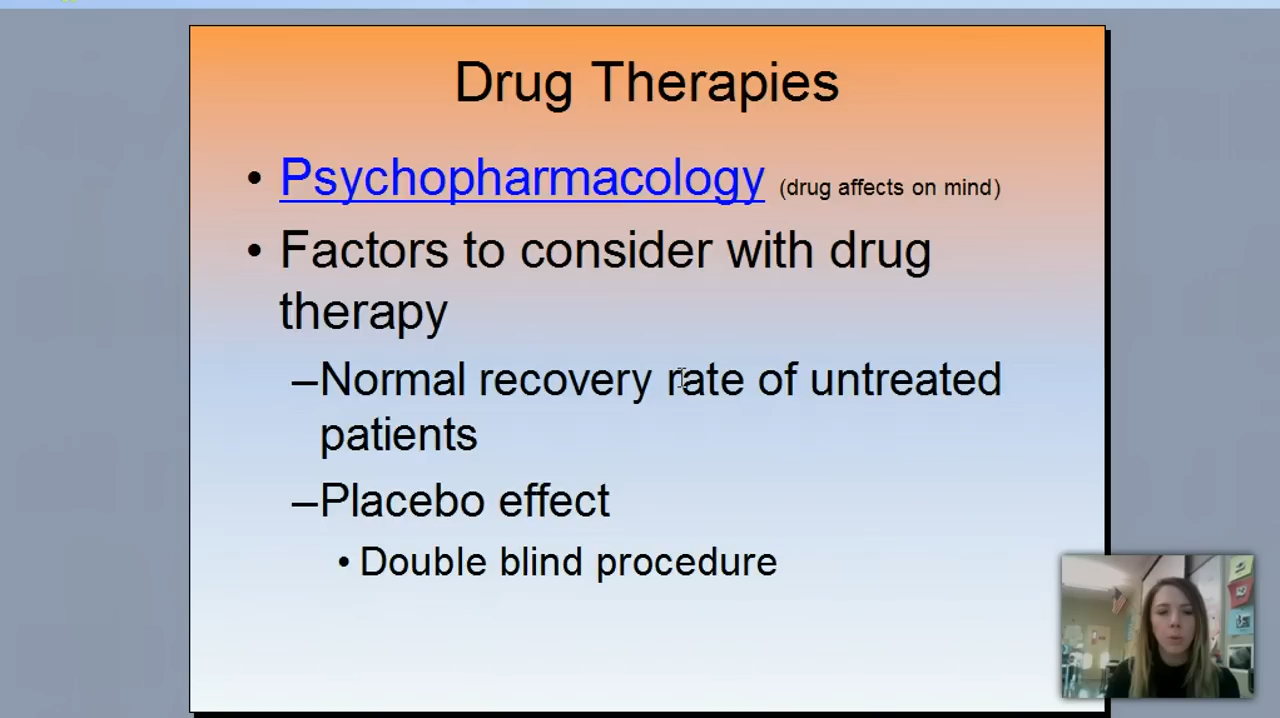 Drug Therapies
• Psychopharmacology (drug affects on mind)
• Factors to consider with drug
therapy
–Normal recovery rate of untreated
patients
–Placebo effect
• Double blind procedure